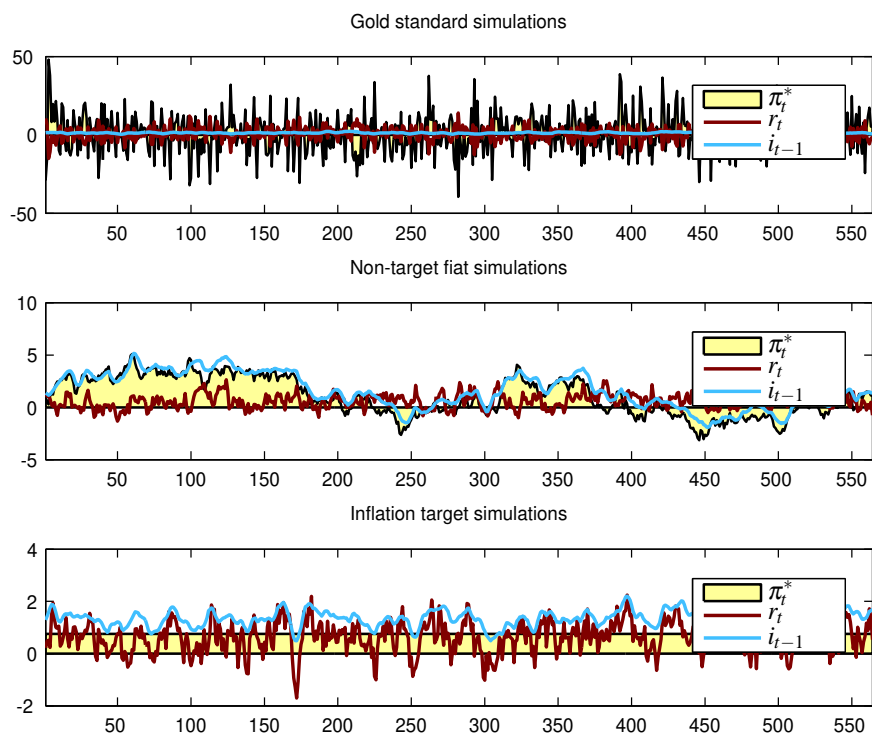 Gold standard simulations
50
0
-50
π*t
rt
it−1
50 100 150 200 250 300 350 400 450 500 550
Non-target fiat simulations
10
5
0
-5
π*t
rt
it−1
50 100 150 200 250 300 350 400 450 500 550
Inflation target simulations
4
2
0
-2
π*t
rt
it−1
50 100 150 200 250 300 350 400 450 500 550